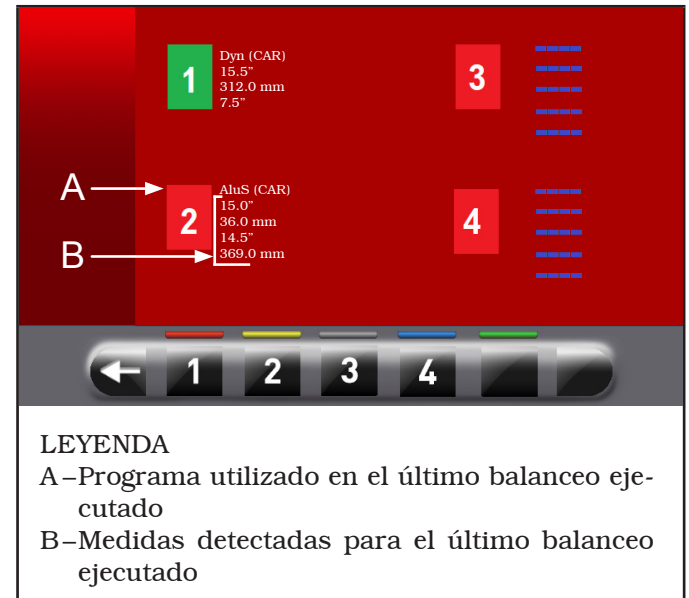 1
Dyn (CAR)
15.5"
312.0 mm
7.5"
3
A
2
AluS (CAR)
15.0"
36.0 mm
14.5"
369.0 mm
4
B
1 2 3 4
LEYENDA
A–Programa utilizado en el último balanceo eje-
cutado
B–Medidas detectadas para el último balanceo
ejecutado